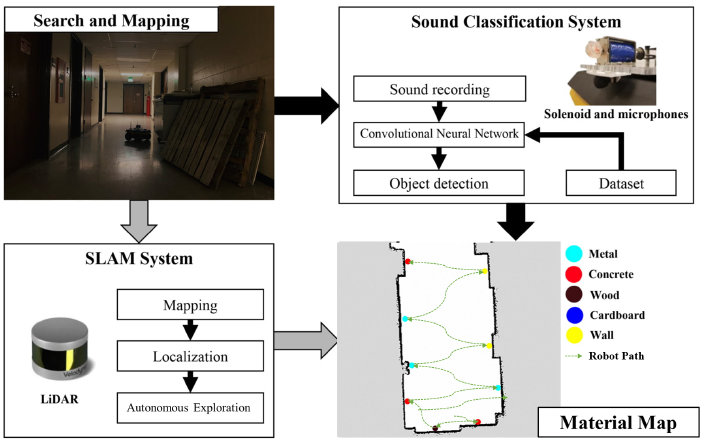 Search and Mapping
Sound Classification System
Sound recording
Solenoid and microphones
Convolutional Neural Network
Object detection
Dataset
SLAM System
Mapping
Localization
Autonomous Exploration
Velodyne
LiDAR
Metal
Concrete
Wood
Cardboard
Wall
Robot Path
Material Map